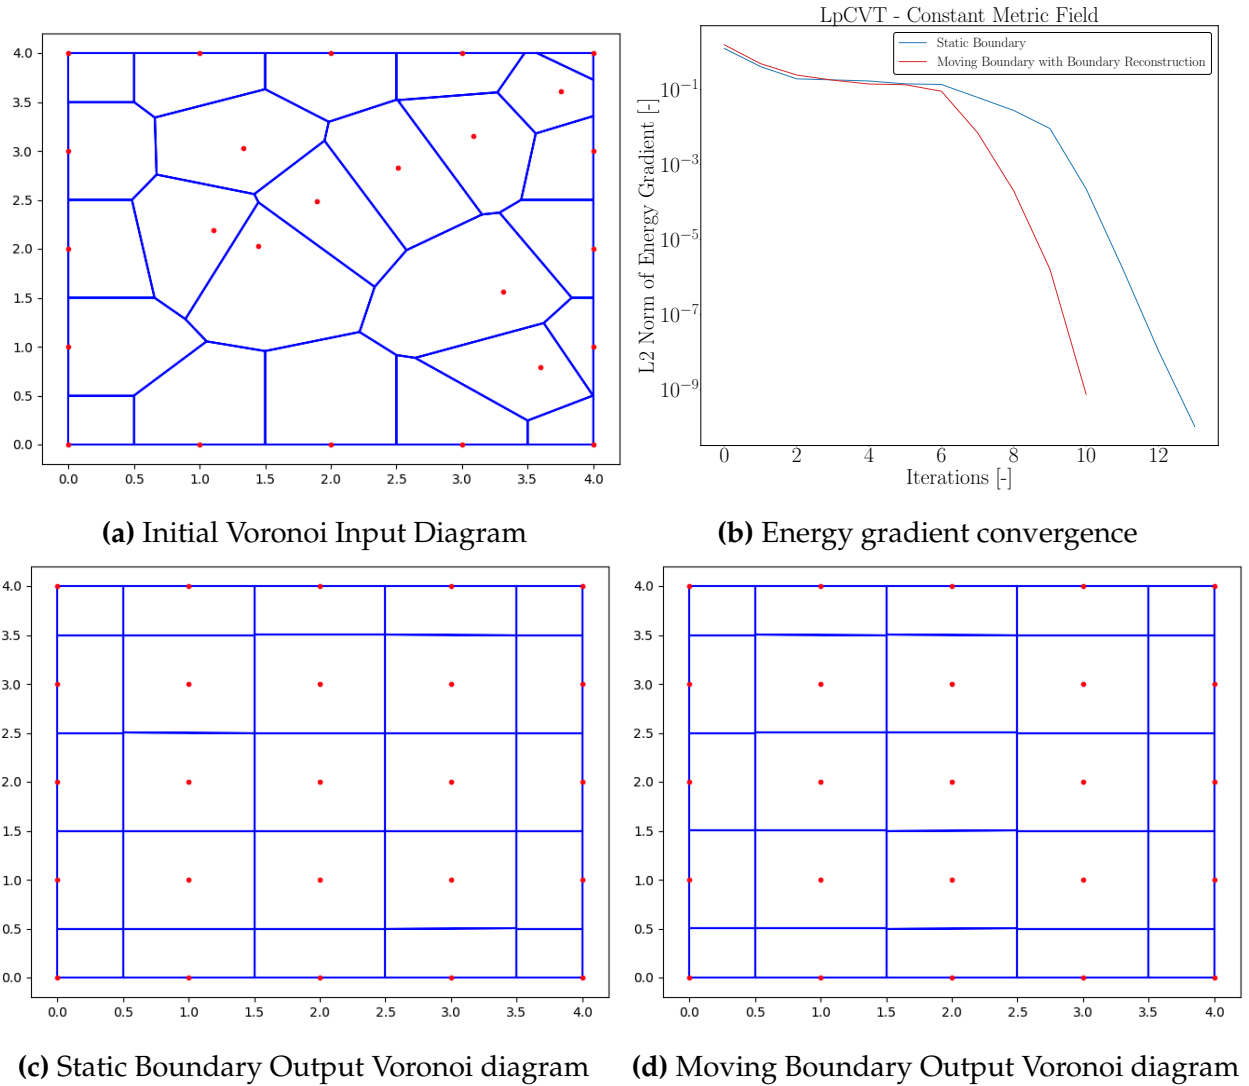 4.0
3.5
3.0
2.5
2.0
1.5
1.0
0.5
0.0
0.0 0.5 1.0 1.5 2.0 2.5 3.0 3.5 4.0
(a) Initial Voronoi Input Diagram
LpCVT - Constant Metric Field
Static Boundary
Moving Boundary with Boundary Reconstruction
L2 Norm of Energy Gradient [-]
10⁻¹
10⁻³
10⁻⁵
10⁻⁷
10⁻⁹
0 2 4 6 8 10 12
Iterations [-]
(b) Energy gradient convergence
4.0
3.5
3.0
2.5
2.0
1.5
1.0
0.5
0.0
0.0 0.5 1.0 1.5 2.0 2.5 3.0 3.5 4.0
(c) Static Boundary Output Voronoi diagram
4.0
3.5
3.0
2.5
2.0
1.5
1.0
0.5
0.0
0.0 0.5 1.0 1.5 2.0 2.5 3.0 3.5 4.0
(d) Moving Boundary Output Voronoi diagram